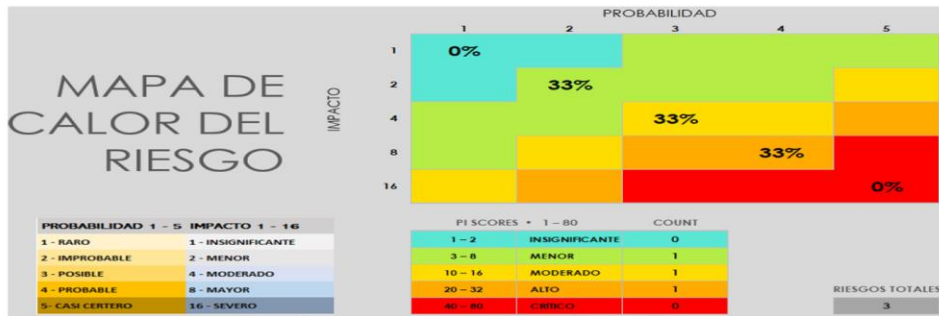 PROBABILIDAD
1 2 3 4 5
MAPA DE
CALOR DEL
RIESGO
IMPACTO
1 0%
2 33%
4 33%
8 33%
16 0%
PROBABILIDAD 1 - 5 IMPACTO 1 - 16
1 - RARO 1 - INSIGNIFICANTE
2 - IMPROBABLE 2 - MENOR
3 - POSIBLE 4 - MODERADO
4 - PROBABLE 8 - MAYOR
5- CASI CERTERO 16 - SEVERO
PI SCORES • 1 – 80 COUNT
1 – 2 INSIGNIFICANTE 0
3 – 8 MENOR 1
10 – 16 MODERADO 1
20 – 32 ALTO 1
40 – 80 CRÍTICO 0
RIESGOS TOTALES
3